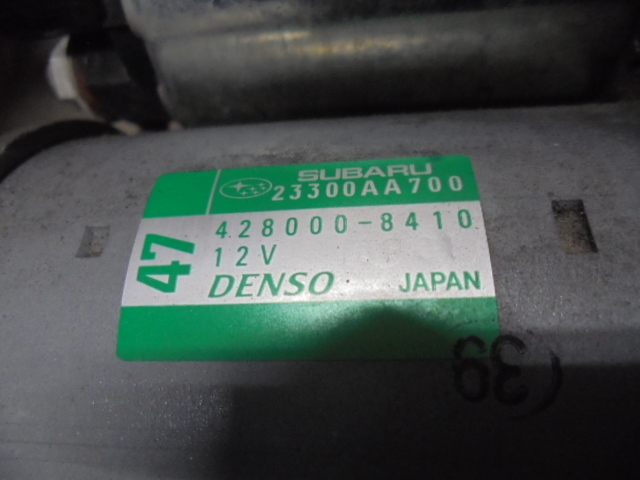 SUBARU
23300AA700
47
428000-8410
12V
DENSO JAPAN
(39